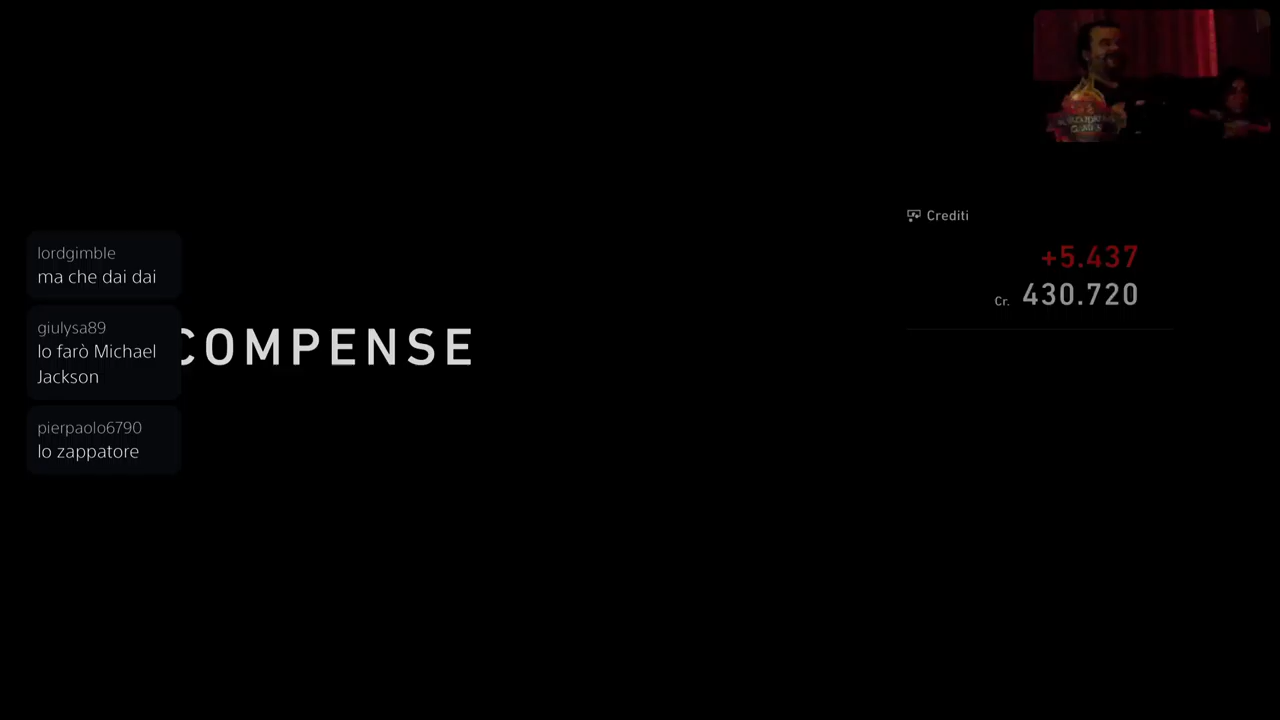 Crediti
+5.437
Cr. 430.720
lordgimble
ma che dai dai
giulysa89
lo farò Michael
Jackson
COMPENSE
pierpaolo6790
lo zappatore